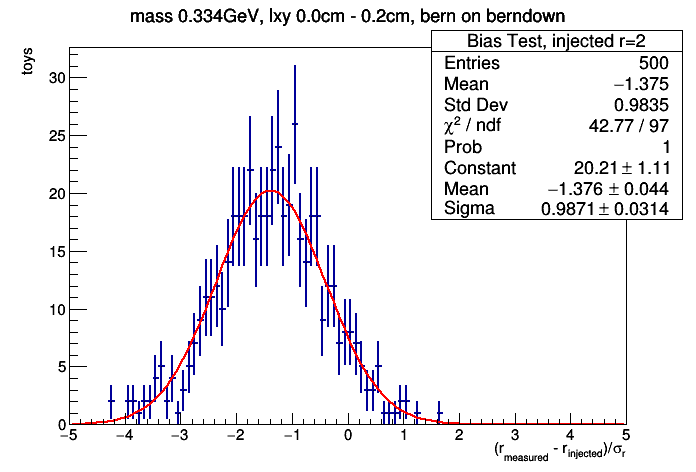 mass 0.334GeV, lxy 0.0cm - 0.2cm, bern on berndown
toys
Bias Test, injected r=2
Entries 500
Mean −1.375
Std Dev 0.9835
χ² / ndf 42.77 / 97
Prob 1
Constant 20.21 ± 1.11
Mean −1.376 ± 0.044
Sigma 0.9871 ± 0.0314
30
25
20
15
10
5
0
−5 −4 −3 −2 −1 0 1 2 3 4 5
(r_measured - r_injected)/σ_r